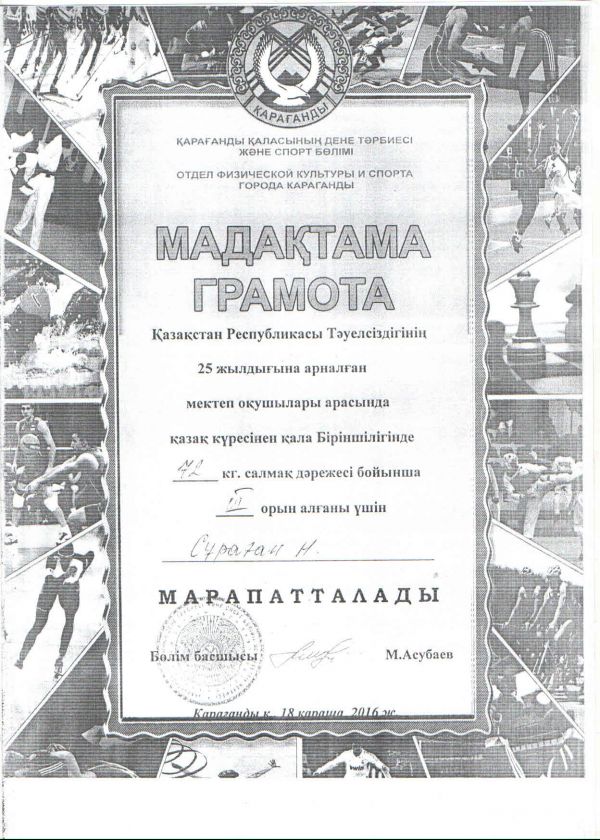 ҚАРАҒАНДЫ
ҚАРАҒАНДЫ ҚАЛАСЫНЫҢ ДЕНЕ ТӘРБИЕСІ
ЖӘНЕ СПОРТ БӨЛІМІ
ОТДЕЛ ФИЗИЧЕСКОЙ КУЛЬТУРЫ И СПОРТА
ГОРОДА КАРАГАНДЫ
МАДАҚТАМА
ГРАМОТА
Қазақстан Республикасы Тәуелсіздігінің
25 жылдығына арналған
мектеп оқушылары арасында
қазақ күресінен қала Біріншілігінде
72 кг. салмақ дәрежесі бойынша
III орын алғаны үшін
Сұраған Н.
МАРАПАТТАЛАДЫ
Бөлім басшысы М.Асубаев
Қарағанды қ. 18 қараша 2016 ж.